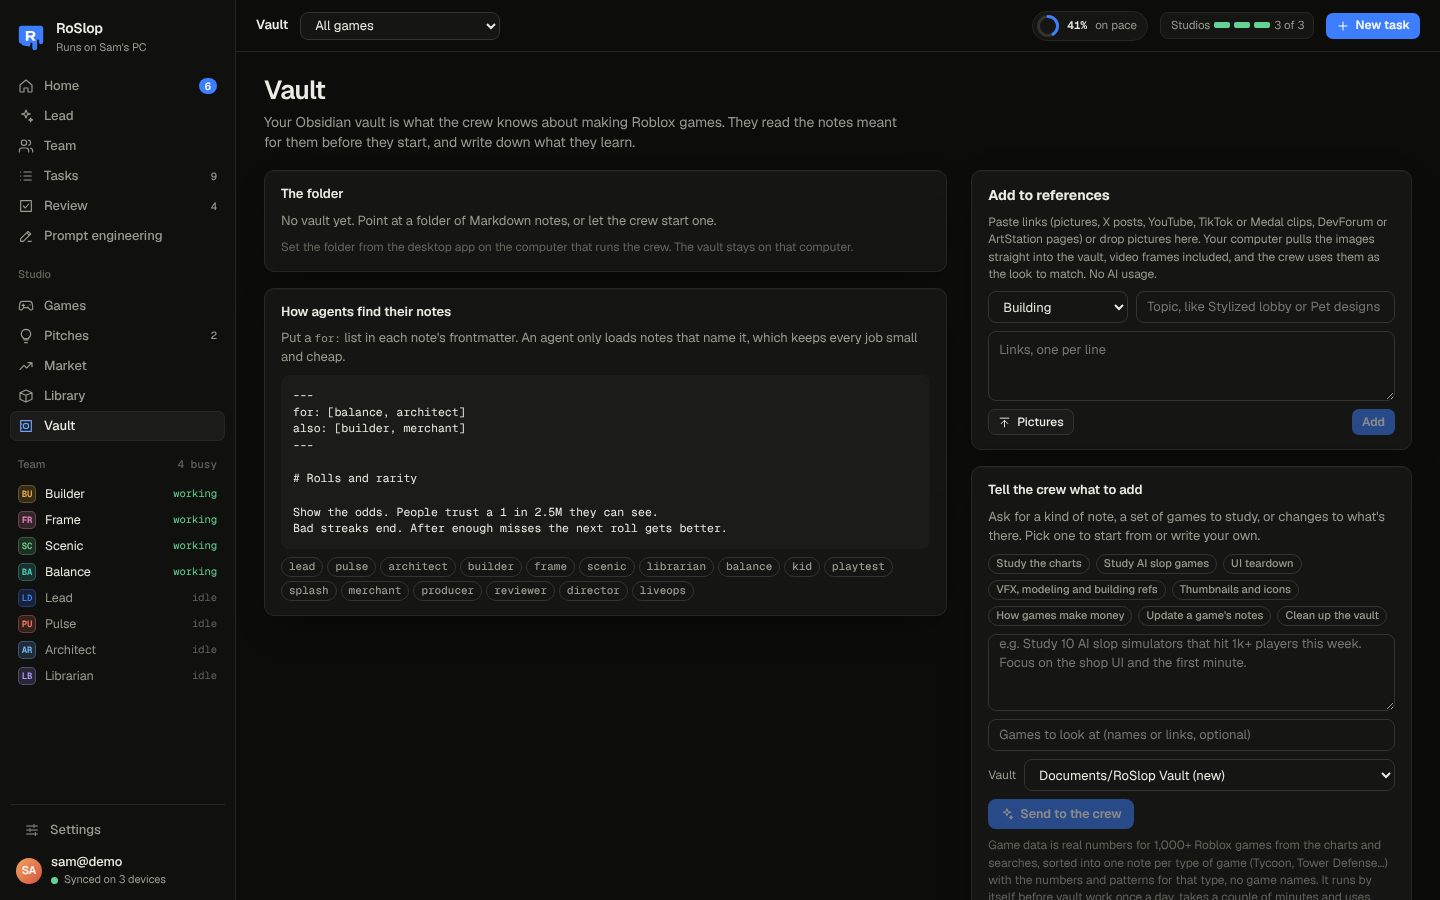 RoSlop
Runs on Sam's PC
Home 6
Lead
Team
Tasks 9
Review 4
Prompt engineering
Studio
Games
Pitches 2
Market
Library
Vault
Team 4 busy
BU Builder working
FR Frame working
SC Scenic working
BA Balance working
LD Lead idle
PU Pulse idle
AR Architect idle
LB Librarian idle
Settings
SA sam@demo
Synced on 3 devices
Vault All games 41% on pace Studios 3 of 3 + New task
Vault
Your Obsidian vault is what the crew knows about making Roblox games. They read the notes meant
for them before they start, and write down what they learn.
The folder
No vault yet. Point at a folder of Markdown notes, or let the crew start one.
Set the folder from the desktop app on the computer that runs the crew. The vault stays on that computer.
How agents find their notes
Put a for: list in each note's frontmatter. An agent only loads notes that name it, which keeps every job small
and cheap.
---
for: [balance, architect]
also: [builder, merchant]
---
# Rolls and rarity
Show the odds. People trust a 1 in 2.5M they can see.
Bad streaks end. After enough misses the next roll gets better.
lead pulse architect builder frame scenic librarian balance kid playtest
splash merchant producer reviewer director liveops
Add to references
Paste links (pictures, X posts, YouTube, TikTok or Medal clips, DevForum or
ArtStation pages) or drop pictures here. Your computer pulls the images
straight into the vault, video frames included, and the crew uses them as
the look to match. No AI usage.
Building Topic, like Stylized lobby or Pet designs
Links, one per line
Pictures Add
Tell the crew what to add
Ask for a kind of note, a set of games to study, or changes to what's
there. Pick one to start from or write your own.
Study the charts Study AI slop games UI teardown
VFX, modeling and building refs Thumbnails and icons
How games make money Update a game's notes Clean up the vault
e.g. Study 10 AI slop simulators that hit 1k+ players this week.
Focus on the shop UI and the first minute.
Games to look at (names or links, optional)
Vault Documents/RoSlop Vault (new)
Send to the crew
Game data is real numbers for 1,000+ Roblox games from the charts and
searches, sorted into one note per type of game (Tycoon, Tower Defense…)
with the numbers and patterns for that type, no game names. It runs by
itself before vault work once a day, takes a couple of minutes and uses